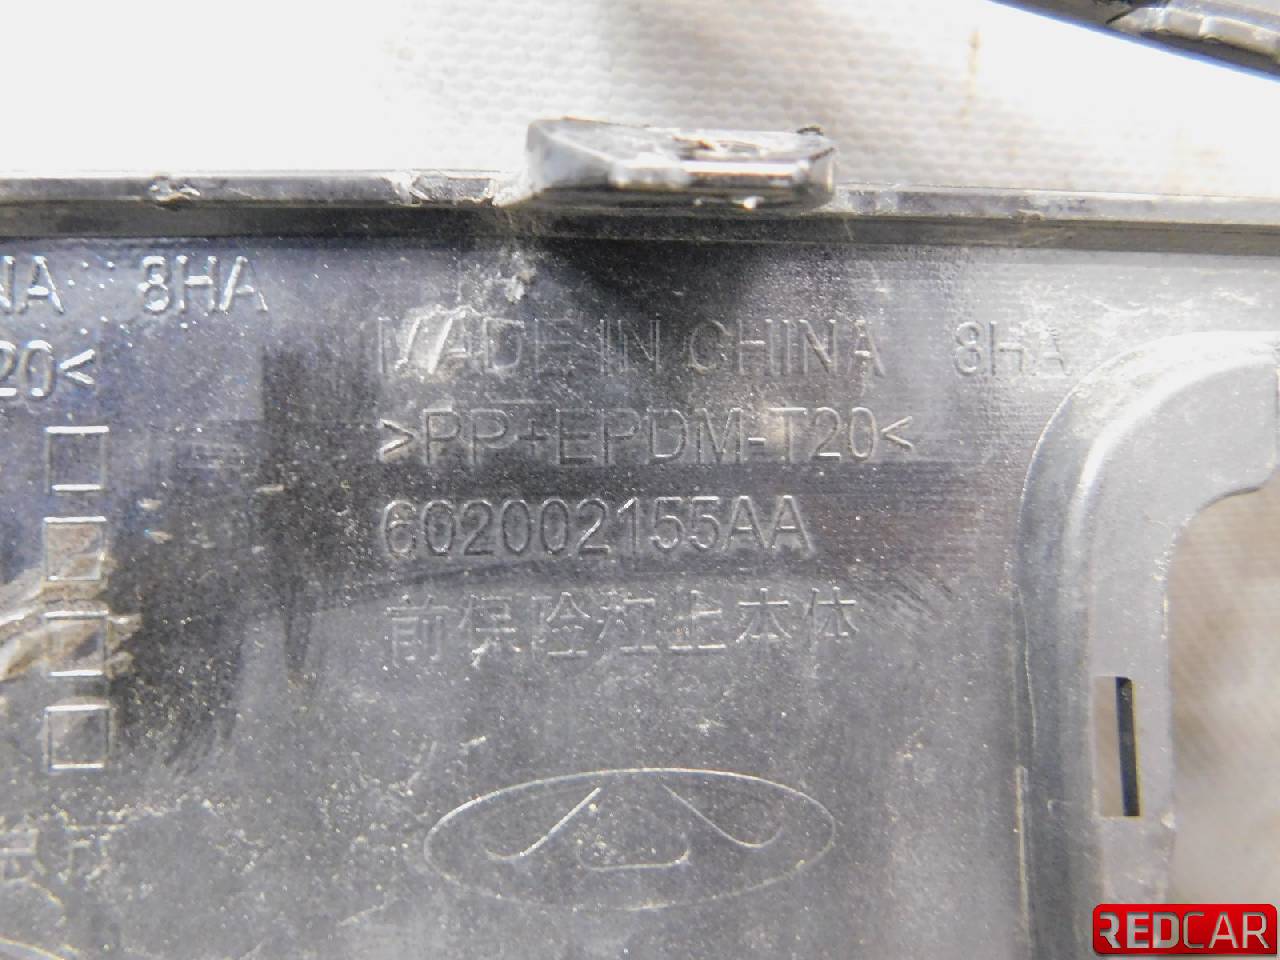 NA 8HA
20<
MADE IN CHINA 8HA
>PP+EPDM-T20<
602002155AA
前保险杠上本体
REDCAR